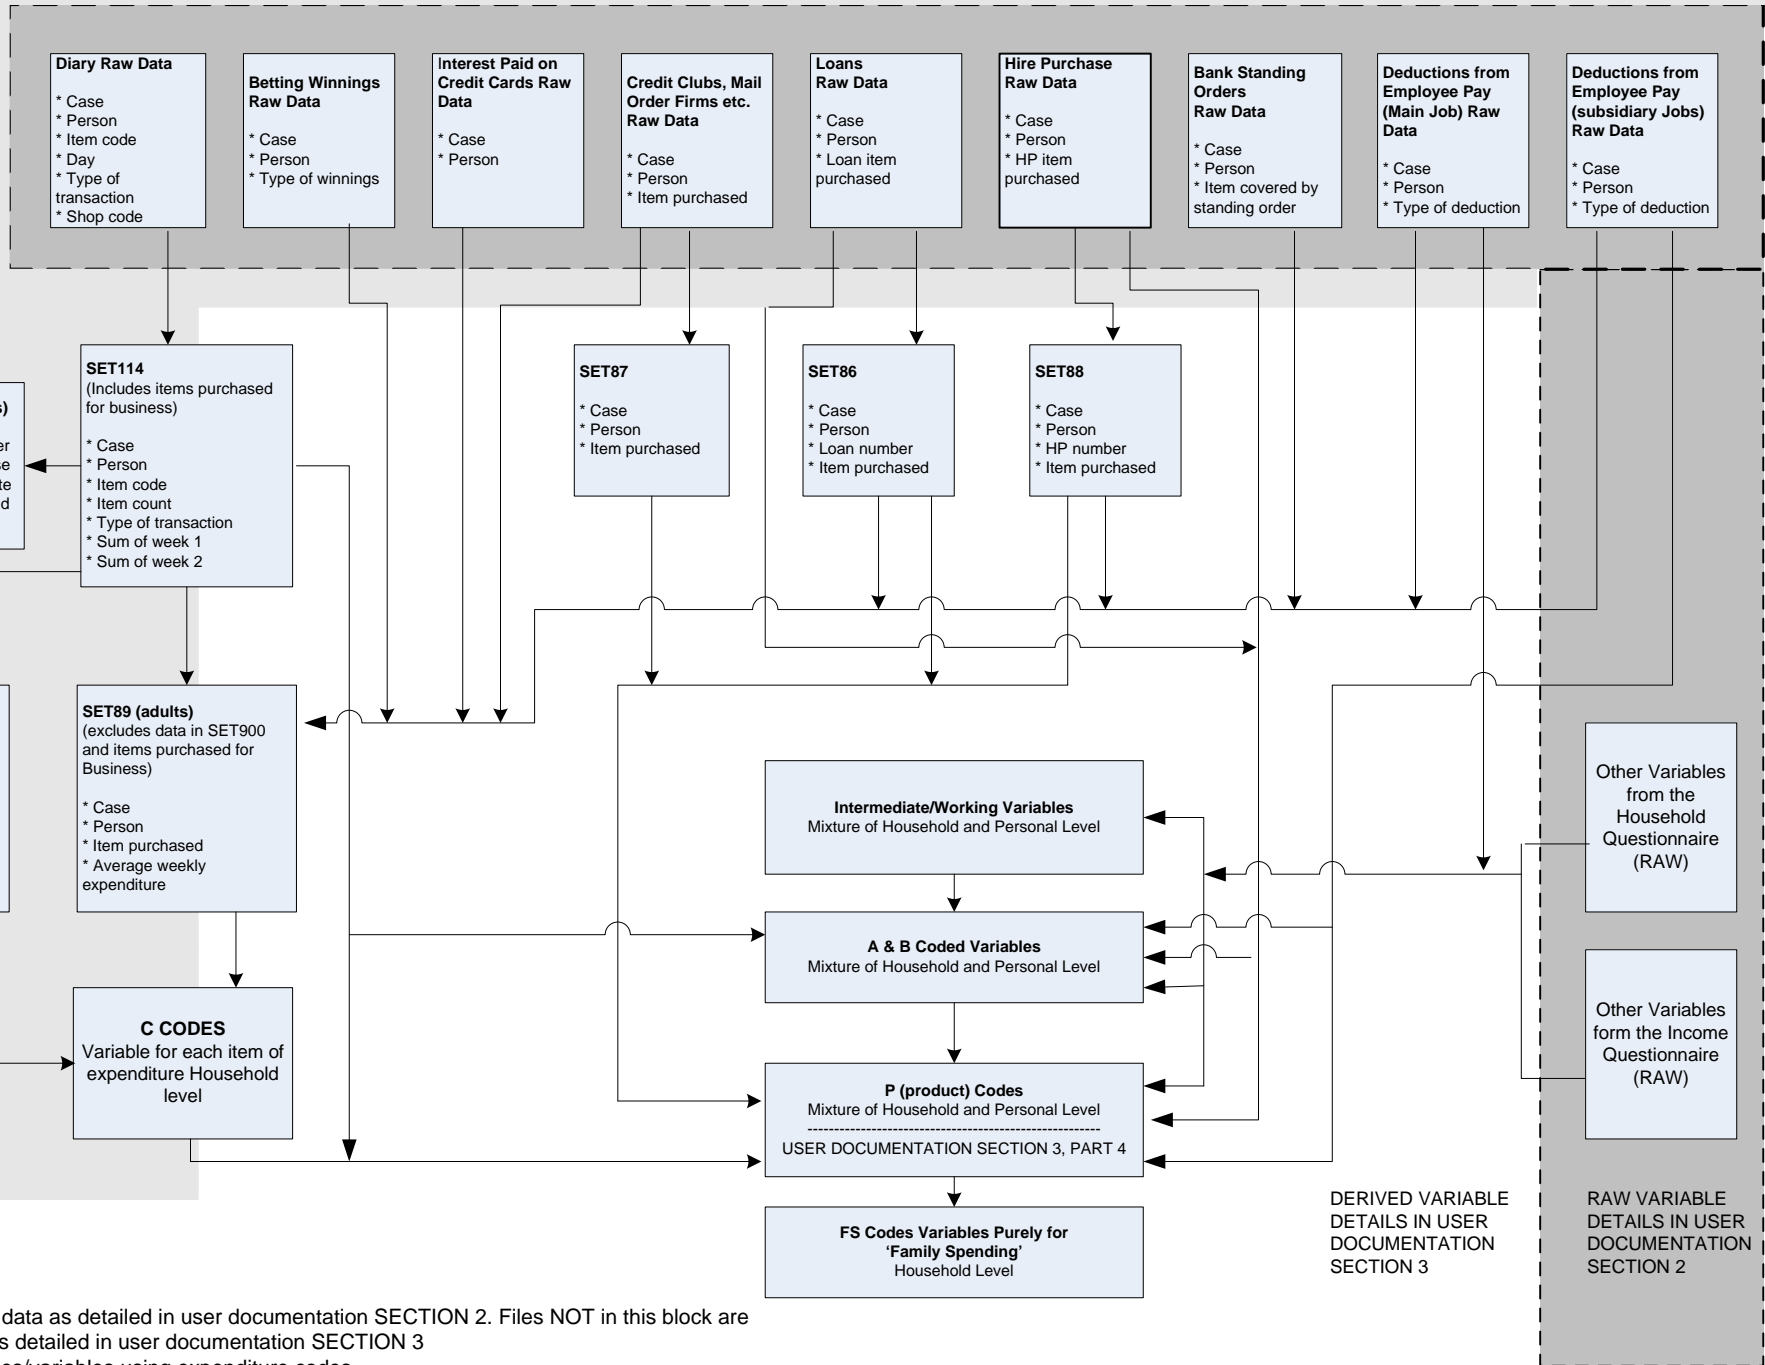 Diary Raw Data
* Case
* Person
* Item code
* Day
* Type of
transaction
* Shop code
Betting Winnings
Raw Data
* Case
* Person
* Type of winnings
Interest Paid on
Credit Cards Raw
Data
* Case
* Person
Credit Clubs, Mail
Order Firms etc.
Raw Data
* Case
* Person
* Item purchased
Loans
Raw Data
* Case
* Person
* Loan item
purchased
Hire Purchase
Raw Data
* Case
* Person
* HP item
purchased
Bank Standing
Orders
Raw Data
* Case
* Person
* Item covered by
standing order
Deductions from
Employee Pay
(Main Job) Raw
Data
* Case
* Person
* Type of deduction
Deductions from
Employee Pay
(subsidiary Jobs)
Raw Data
* Case
* Person
* Type of deduction
SET114
(Includes items purchased
for business)
* Case
* Person
* Item code
* Item count
* Type of transaction
* Sum of week 1
* Sum of week 2
SET87
* Case
* Person
* Item purchased
SET86
* Case
* Person
* Loan number
* Item purchased
SET88
* Case
* Person
* HP number
* Item purchased
SET89 (adults)
(excludes data in SET900
and items purchased for
Business)
* Case
* Person
* Item purchased
* Average weekly
expenditure
Intermediate/Working Variables
Mixture of Household and Personal Level
Other Variables
from the
Household
Questionnaire
(RAW)
A & B Coded Variables
Mixture of Household and Personal Level
C CODES
Variable for each item of
expenditure Household
level
Other Variables
form the Income
Questionnaire
(RAW)
P (product) Codes
Mixture of Household and Personal Level
USER DOCUMENTATION SECTION 3, PART 4
FS Codes Variables Purely for
‘Family Spending’
Household Level
DERIVED VARIABLE
DETAILS IN USER
DOCUMENTATION
SECTION 3
RAW VARIABLE
DETAILS IN USER
DOCUMENTATION
SECTION 2
data as detailed in user documentation SECTION 2. Files NOT in this block are
s detailed in user documentation SECTION 3